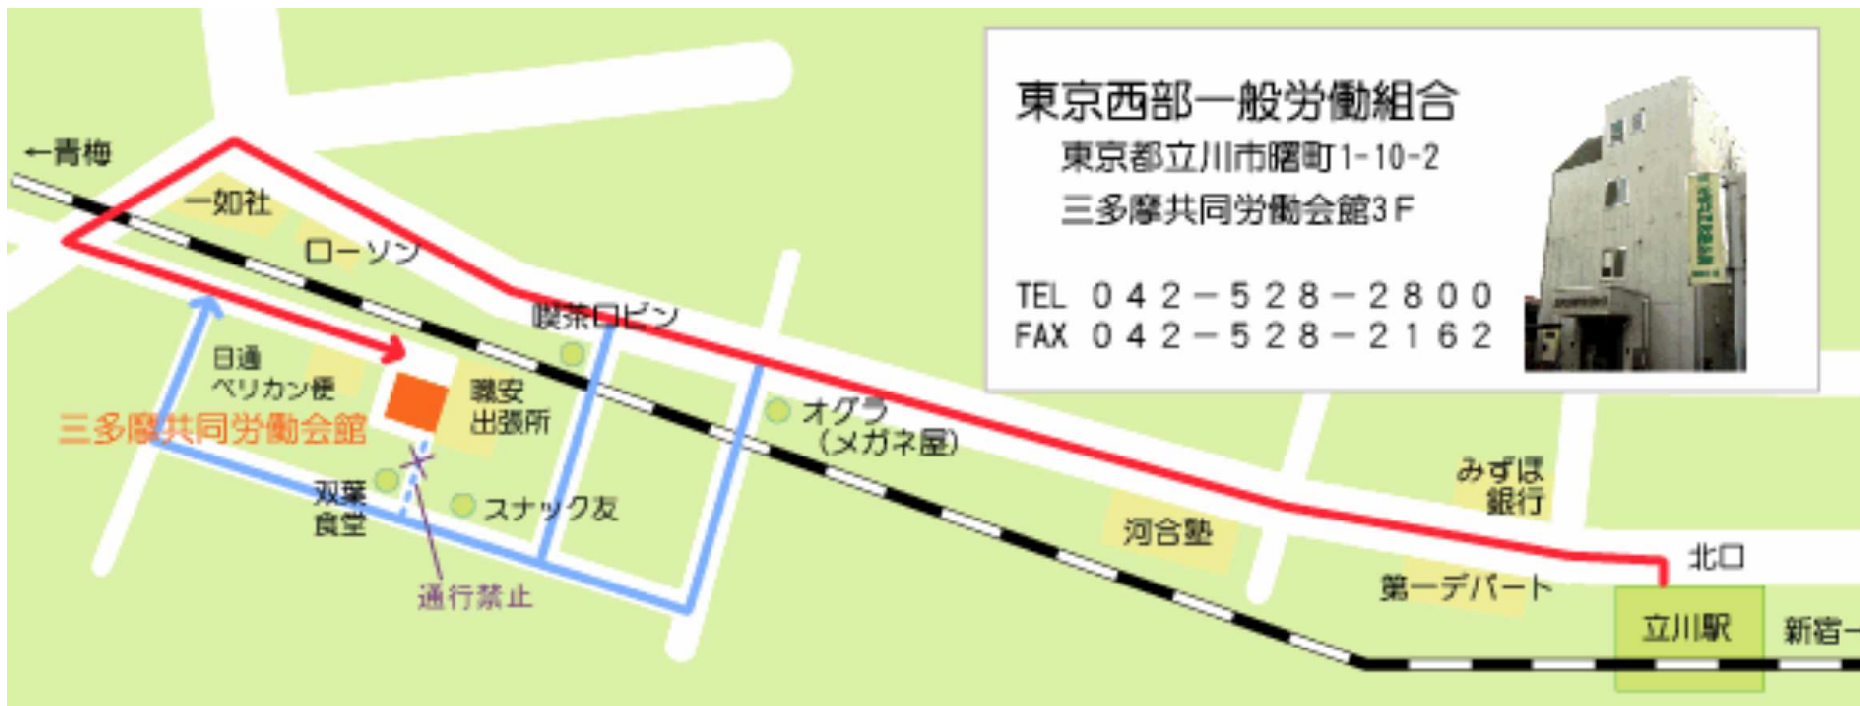 東京西部一般労働組合
東京都立川市曙町1-10-2
三多摩共同労働会館3F
TEL 042-528-2800
FAX 042-528-2162
←青梅
一如社
ローソン
喫茶ロビン
日通
ペリカン便
職安
出張所
三多摩共同労働会館
オグラ
(メガネ屋)
双葉
食堂
スナック友
通行禁止
みずほ
銀行
河合塾
第一デパート
北口
立川駅
新宿